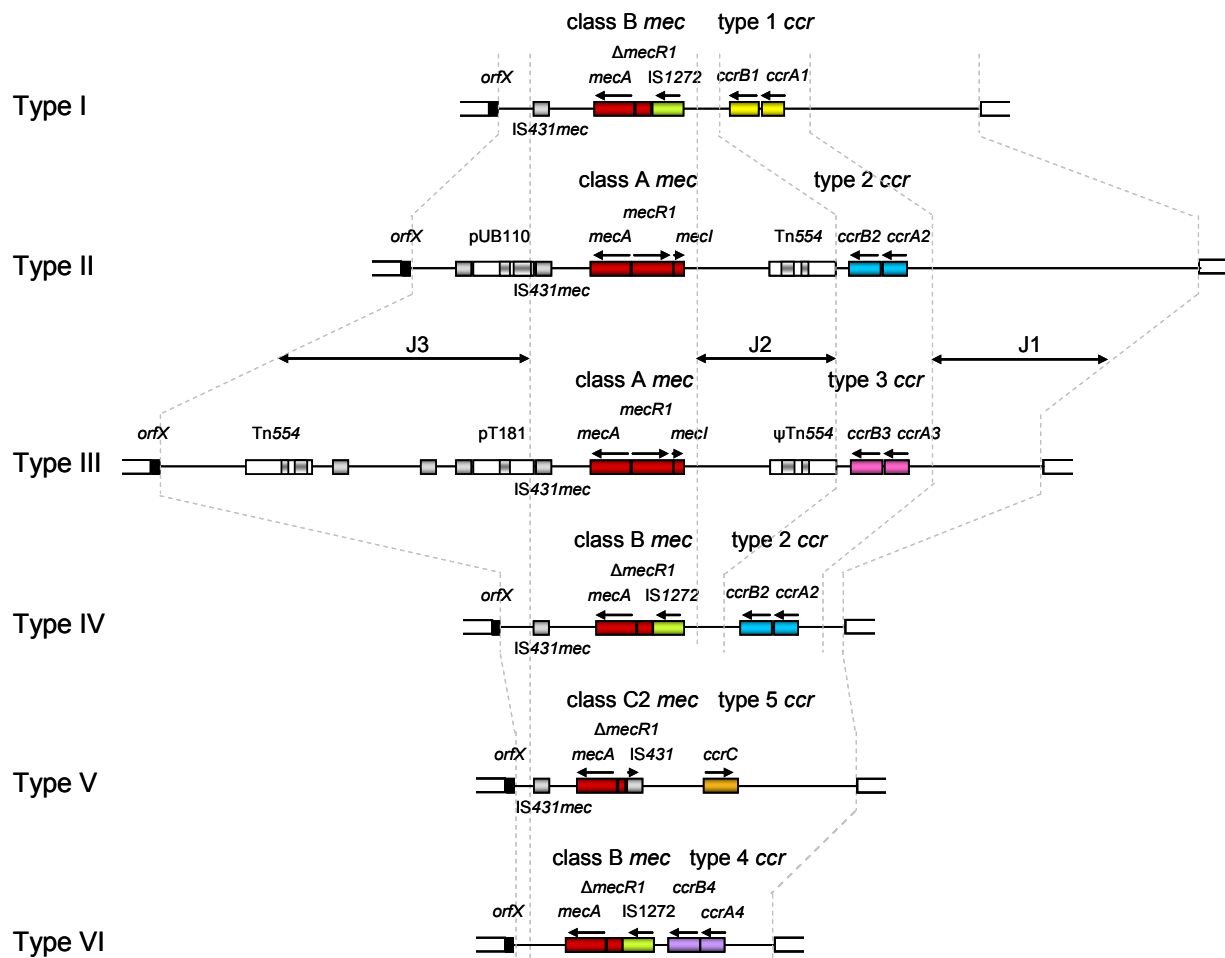 class B mec type 1 ccr
ΔmecR1
orfX mecA IS1272 ccrB1 ccrA1
Type I
IS431mec
class A mec type 2 ccr
mecR1
orfX pUB110 mecA mecI Tn554 ccrB2 ccrA2
Type II
IS431mec
J3 J2 J1
class A mec type 3 ccr
mecR1
orfX Tn554 pT181 mecA mecI ψTn554 ccrB3 ccrA3
Type III
IS431mec
class B mec type 2 ccr
ΔmecR1
orfX mecA IS1272 ccrB2 ccrA2
Type IV
IS431mec
class C2 mec type 5 ccr
ΔmecR1
orfX mecA IS431 ccrC
Type V
IS431mec
class B mec type 4 ccr
ΔmecR1 ccrB4
orfX mecA IS1272 ccrA4
Type VI